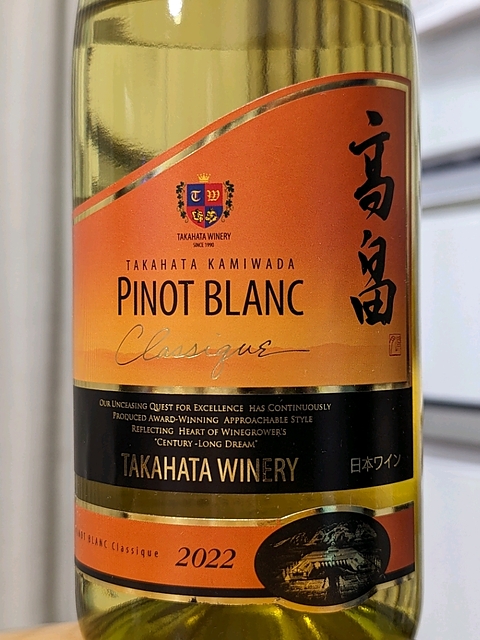 高畠
T W
TAKAHATA WINERY
SINCE 1990
TAKAHATA KAMIWADA
PINOT BLANC
Classique
OUR UNCEASING QUEST FOR EXCELLENCE HAS CONTINUOUSLY
PRODUCED AWARD-WINNING APPROACHABLE STYLE
REFLECTING HEART OF WINEGROWER'S
"CENTURY-LONG DREAM"
TAKAHATA WINERY
日本ワイン
BLANC Classique
2022